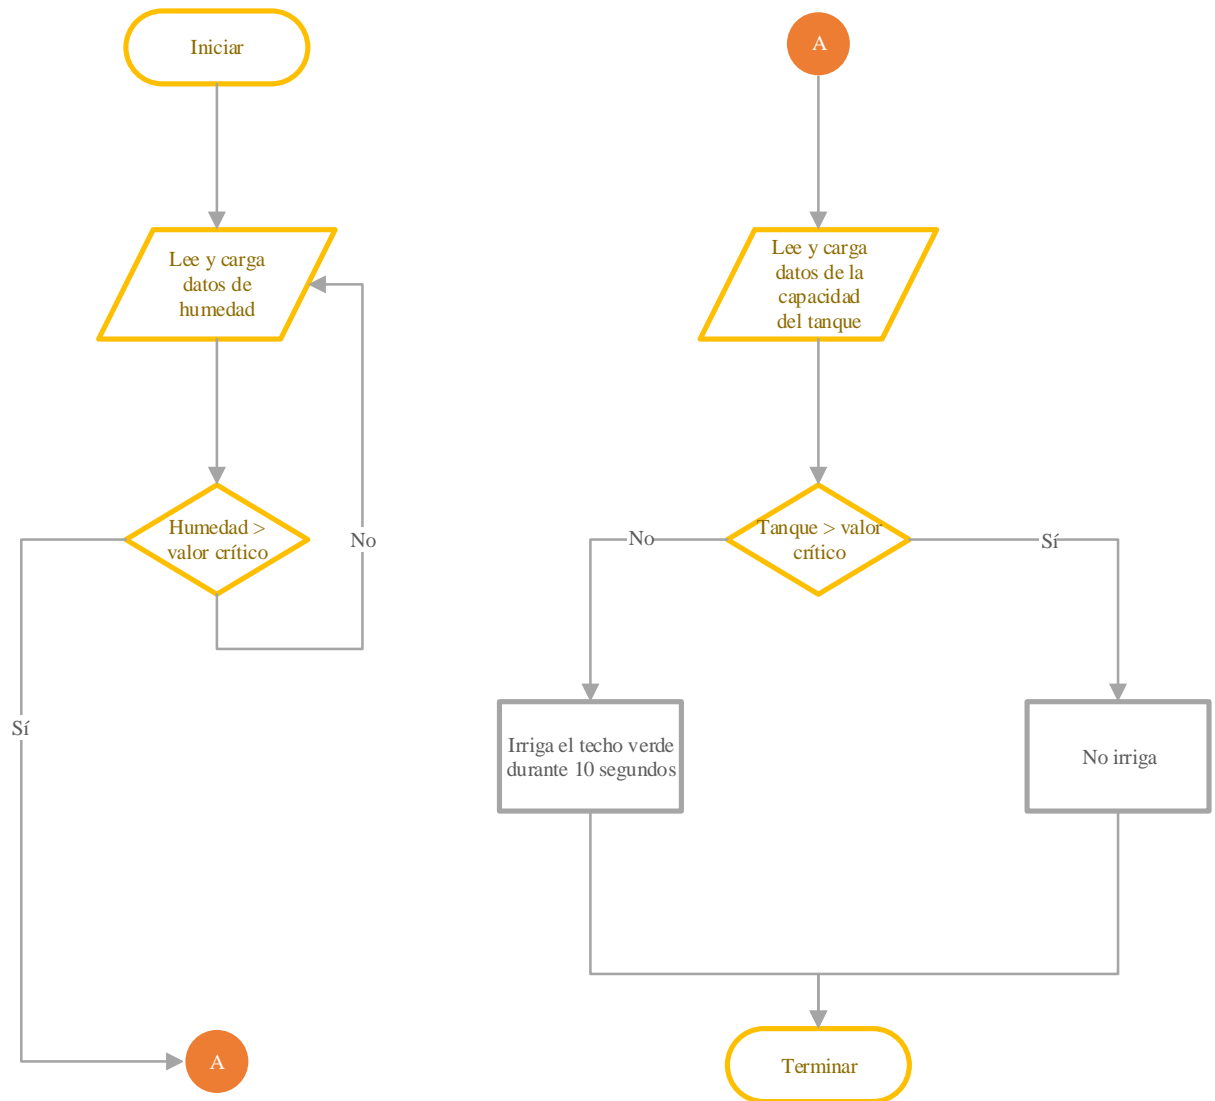 Iniciar
Lee y carga
datos de
humedad
Humedad >
valor crítico
No
Sí
A
A
Lee y carga
datos de la
capacidad
del tanque
Tanque > valor
crítico
No
Sí
Irriga el techo verde
durante 10 segundos
No irriga
Terminar